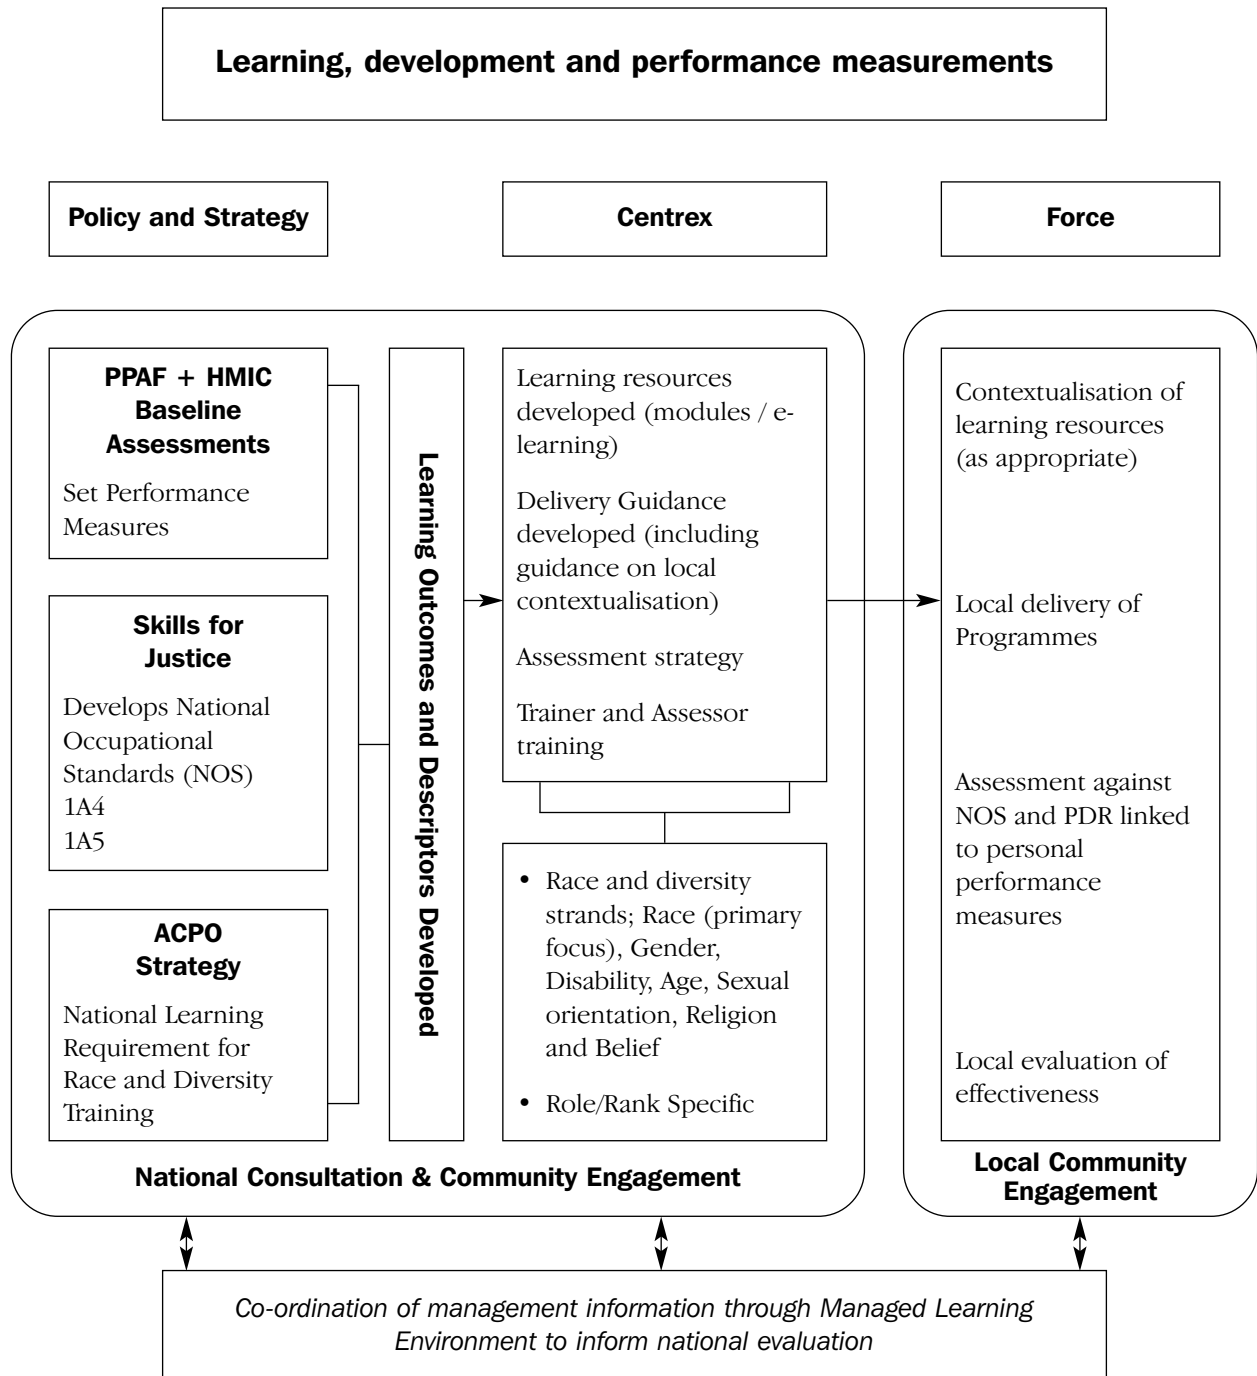 Learning, development and performance measurements
Policy and Strategy
Centrex
Force
PPAF + HMIC
Baseline
Assessments
Set Performance
Measures
Skills for
Justice
Develops National
Occupational
Standards (NOS)
1A4
1A5
ACPO
Strategy
National Learning
Requirement for
Race and Diversity
Training
Learning Outcomes and Descriptors Developed
Learning resources
developed (modules / e-
learning)
Delivery Guidance
developed (including
guidance on local
contextualisation)
Assessment strategy
Trainer and Assessor
training
• Race and diversity
strands; Race (primary
focus), Gender,
Disability, Age, Sexual
orientation, Religion
and Belief
• Role/Rank Specific
National Consultation & Community Engagement
Contextualisation of
learning resources
(as appropriate)
Local delivery of
Programmes
Assessment against
NOS and PDR linked
to personal
performance
measures
Local evaluation of
effectiveness
Local Community
Engagement
Co-ordination of management information through Managed Learning
Environment to inform national evaluation